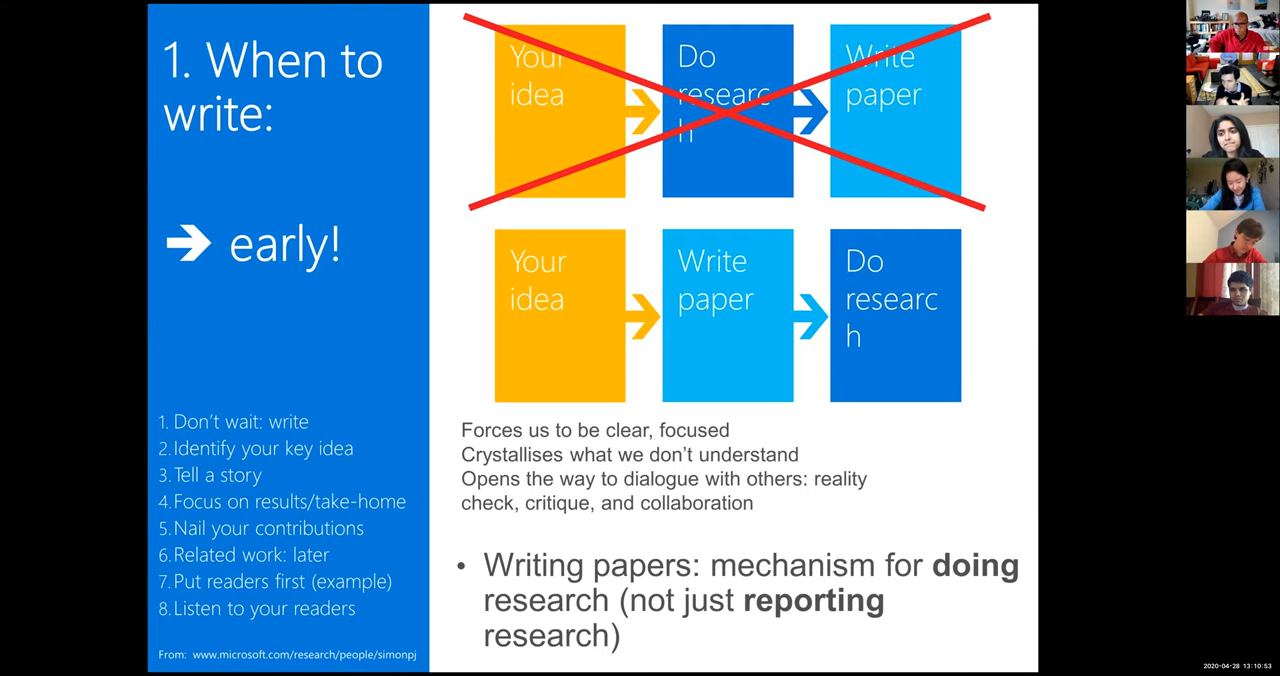 1. When to
write:
➔ early!
1. Don't wait: write
2. Identify your key idea
3. Tell a story
4. Focus on results/take-home
5. Nail your contributions
6. Related work: later
7. Put readers first (example)
8. Listen to your readers
From: www.microsoft.com/research/people/simonpj
Your
idea
Do
researc
h
Write
paper
Your
idea
Write
paper
Do
researc
h
Forces us to be clear, focused
Crystallises what we don't understand
Opens the way to dialogue with others: reality
check, critique, and collaboration
• Writing papers: mechanism for doing
research (not just reporting
research)
2020-04-28 13:10:53